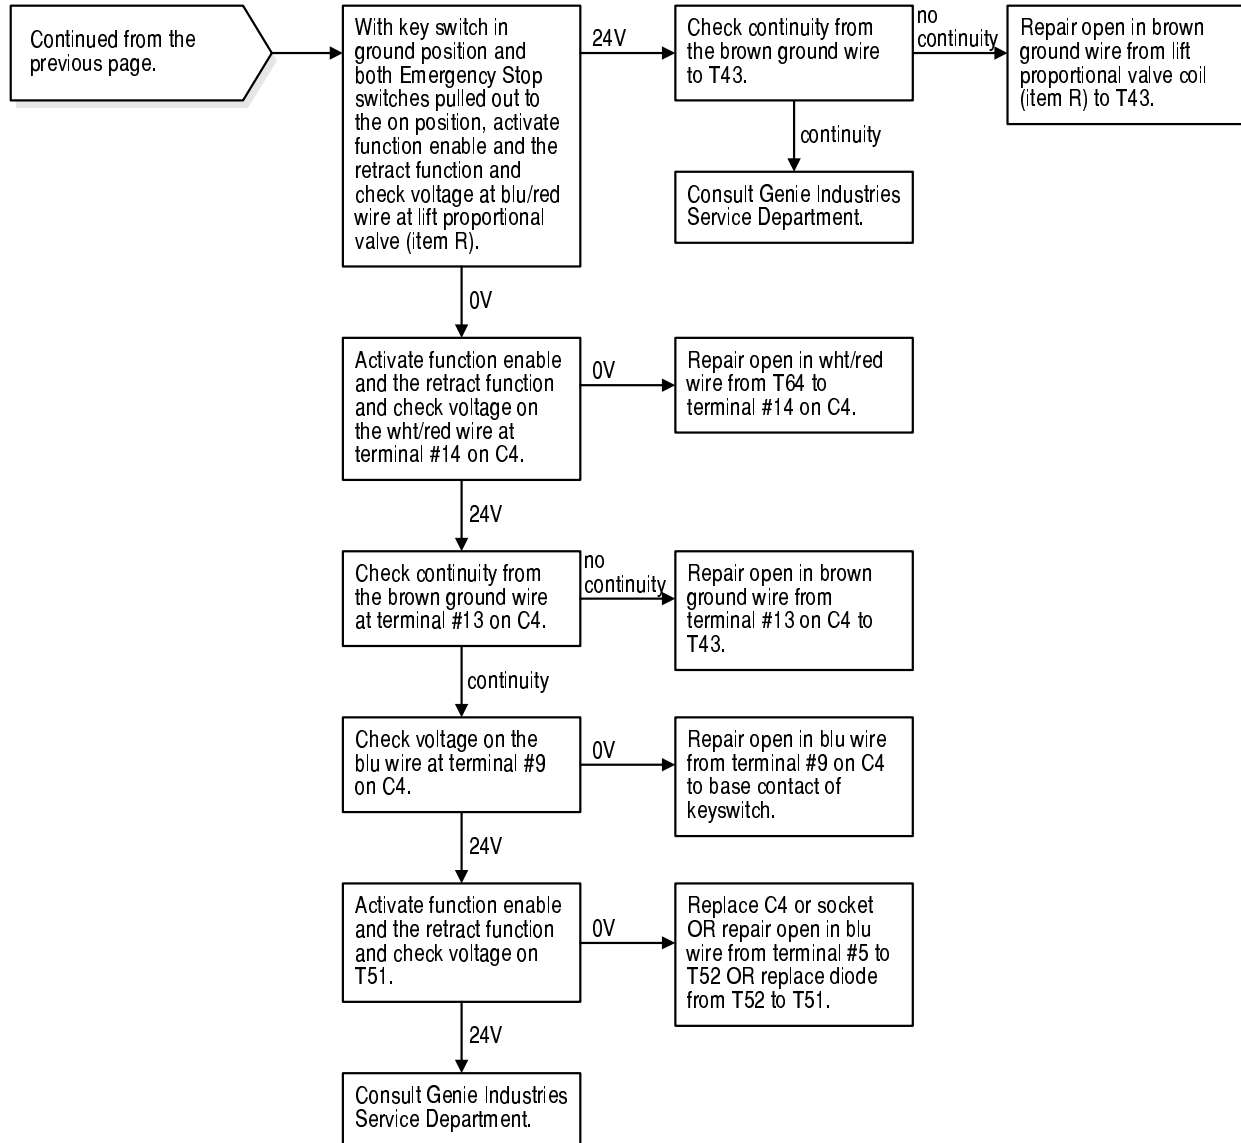 Continued from the
previous page.
With key switch in
ground position and
both Emergency Stop
switches pulled out to
the on position, activate
function enable and the
retract function and
check voltage at blu/red
wire at lift proportional
valve (item R).
24V
Check continuity from
the brown ground wire
to T43.
no
continuity
Repair open in brown
ground wire from lift
proportional valve coil
(item R) to T43.
continuity
Consult Genie Industries
Service Department.
0V
Activate function enable
and the retract function
and check voltage on
the wht/red wire at
terminal #14 on C4.
0V
Repair open in wht/red
wire from T64 to
terminal #14 on C4.
24V
Check continuity from
the brown ground wire
at terminal #13 on C4.
no
continuity
Repair open in brown
ground wire from
terminal #13 on C4 to
T43.
continuity
Check voltage on the
blu wire at terminal #9
on C4.
0V
Repair open in blu wire
from terminal #9 on C4
to base contact of
keyswitch.
24V
Activate function enable
and the retract function
and check voltage on
T51.
0V
Replace C4 or socket
OR repair open in blu
wire from terminal #5 to
T52 OR replace diode
from T52 to T51.
24V
Consult Genie Industries
Service Department.